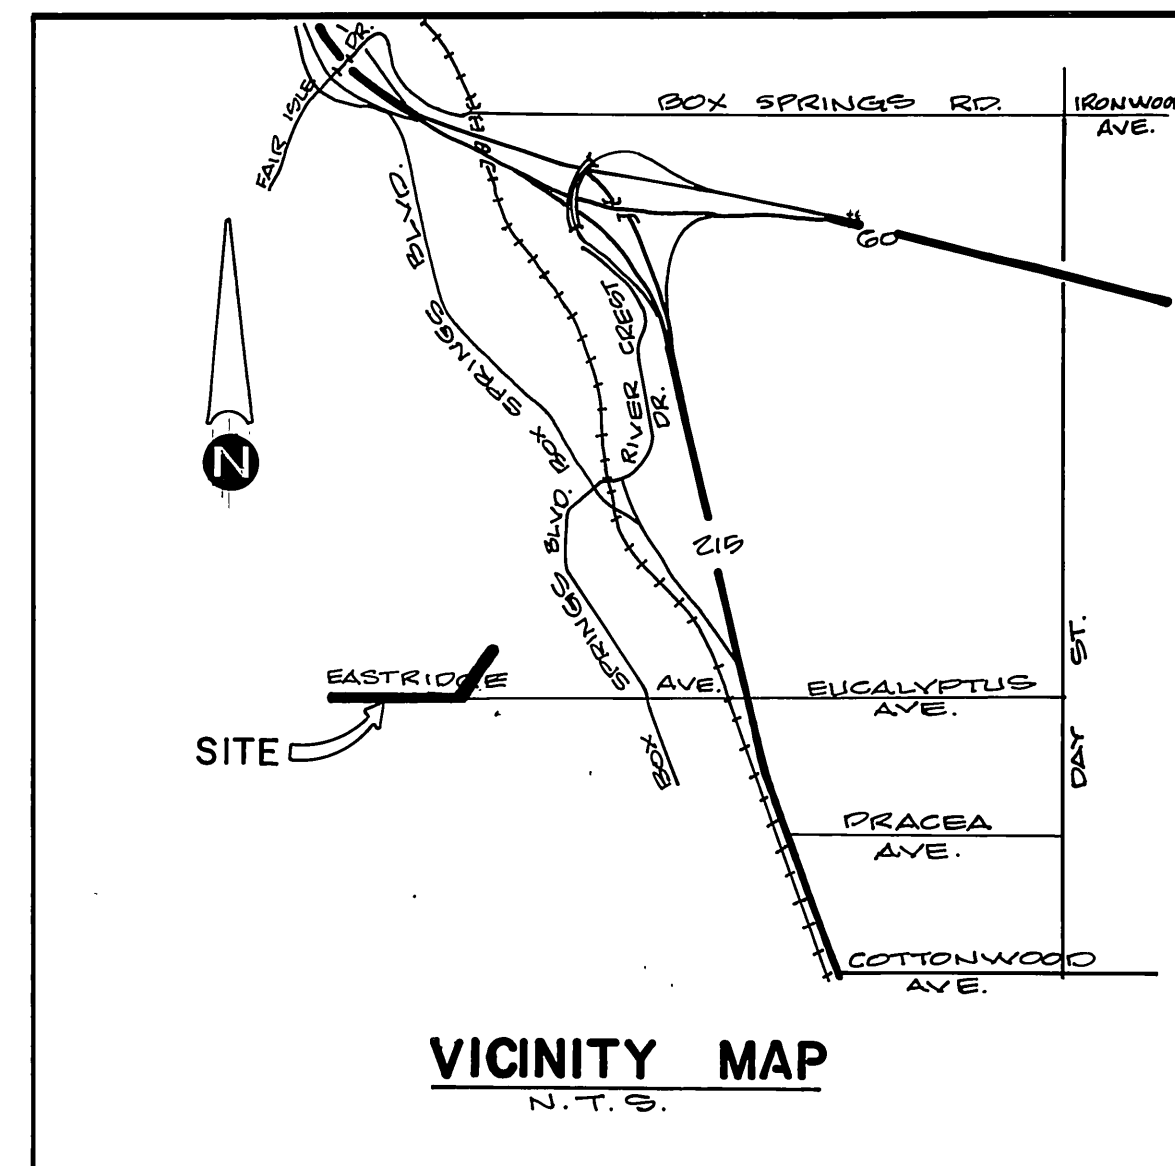 FAIR ISLE DR.
BOX SPRINGS RD.
IRONWOO
AVE.
BOX SPRINGS BLVD.
60
N
RIVER CREST
DR.
BOX SPRINGS BLVD.
215
DAY ST.
EASTRIDGE AVE.
EUCALYPTUS
AVE.
SITE
DRACEA
AVE.
COTTONWOOD
AVE.
VICINITY MAP
N.T.S.